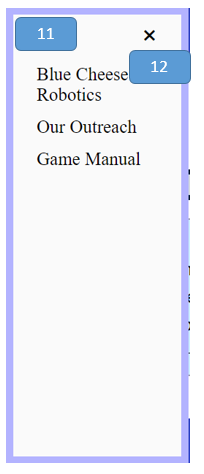 11
×
12
Blue Cheese
Robotics
Our Outreach
Game Manual